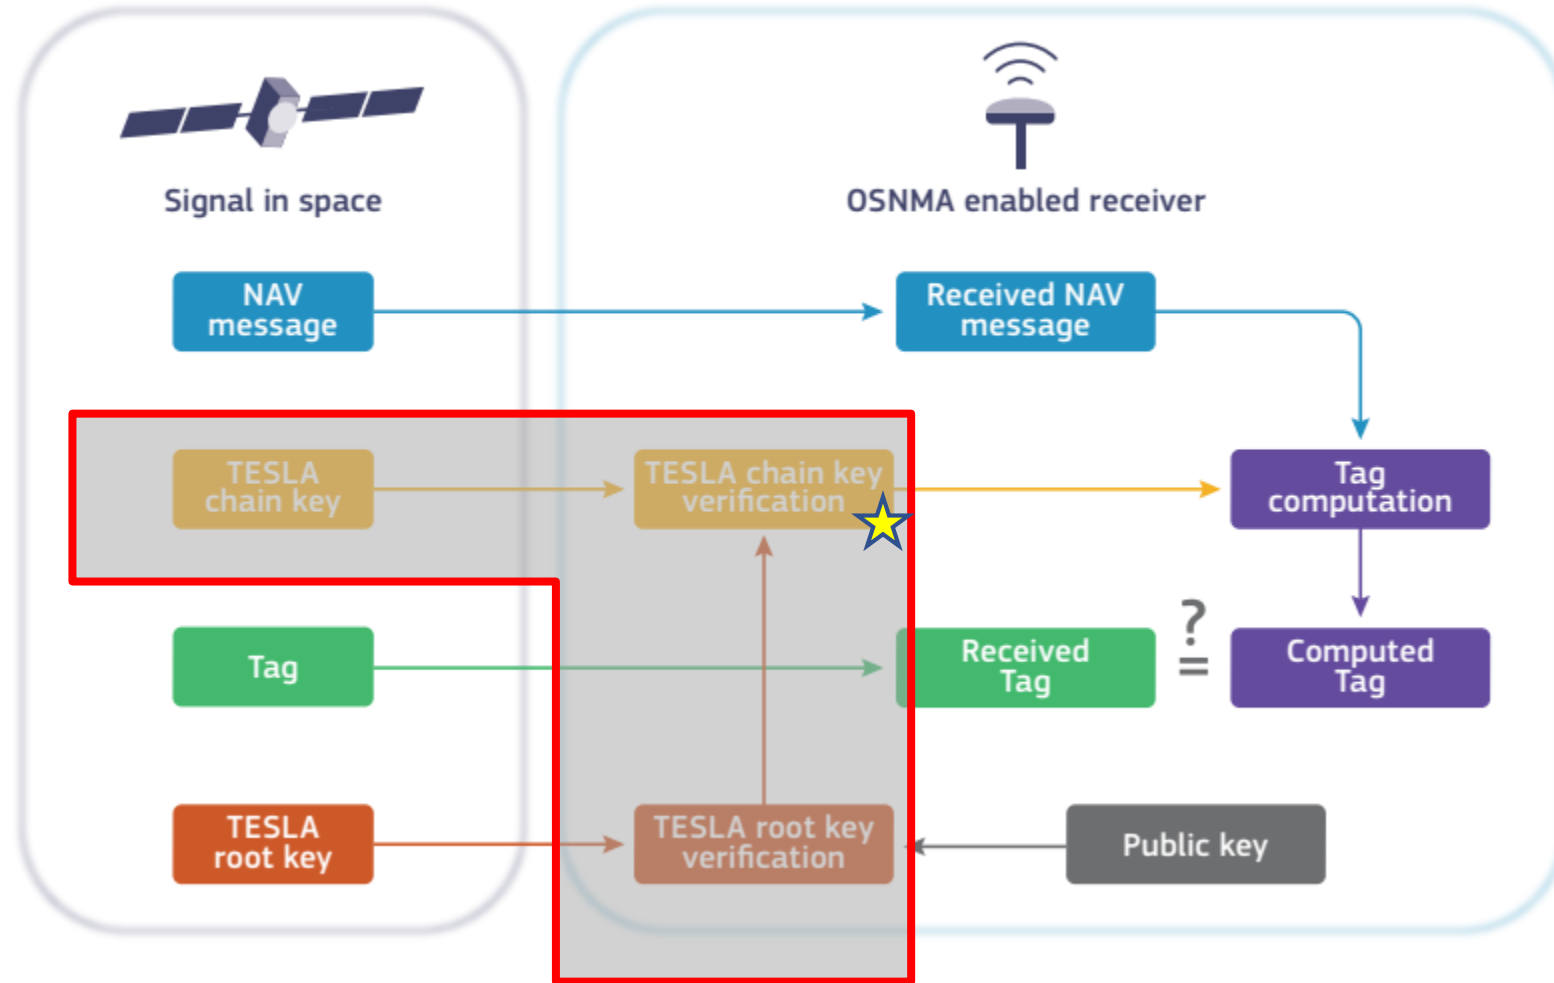 Signal in space
OSNMA enabled receiver
NAV
message
Received NAV
message
TESLA
chain key
TESLA chain key
verification
Tag
computation
Tag
Received
Tag
?
=
Computed
Tag
TESLA
root key
TESLA root key
verification
Public key